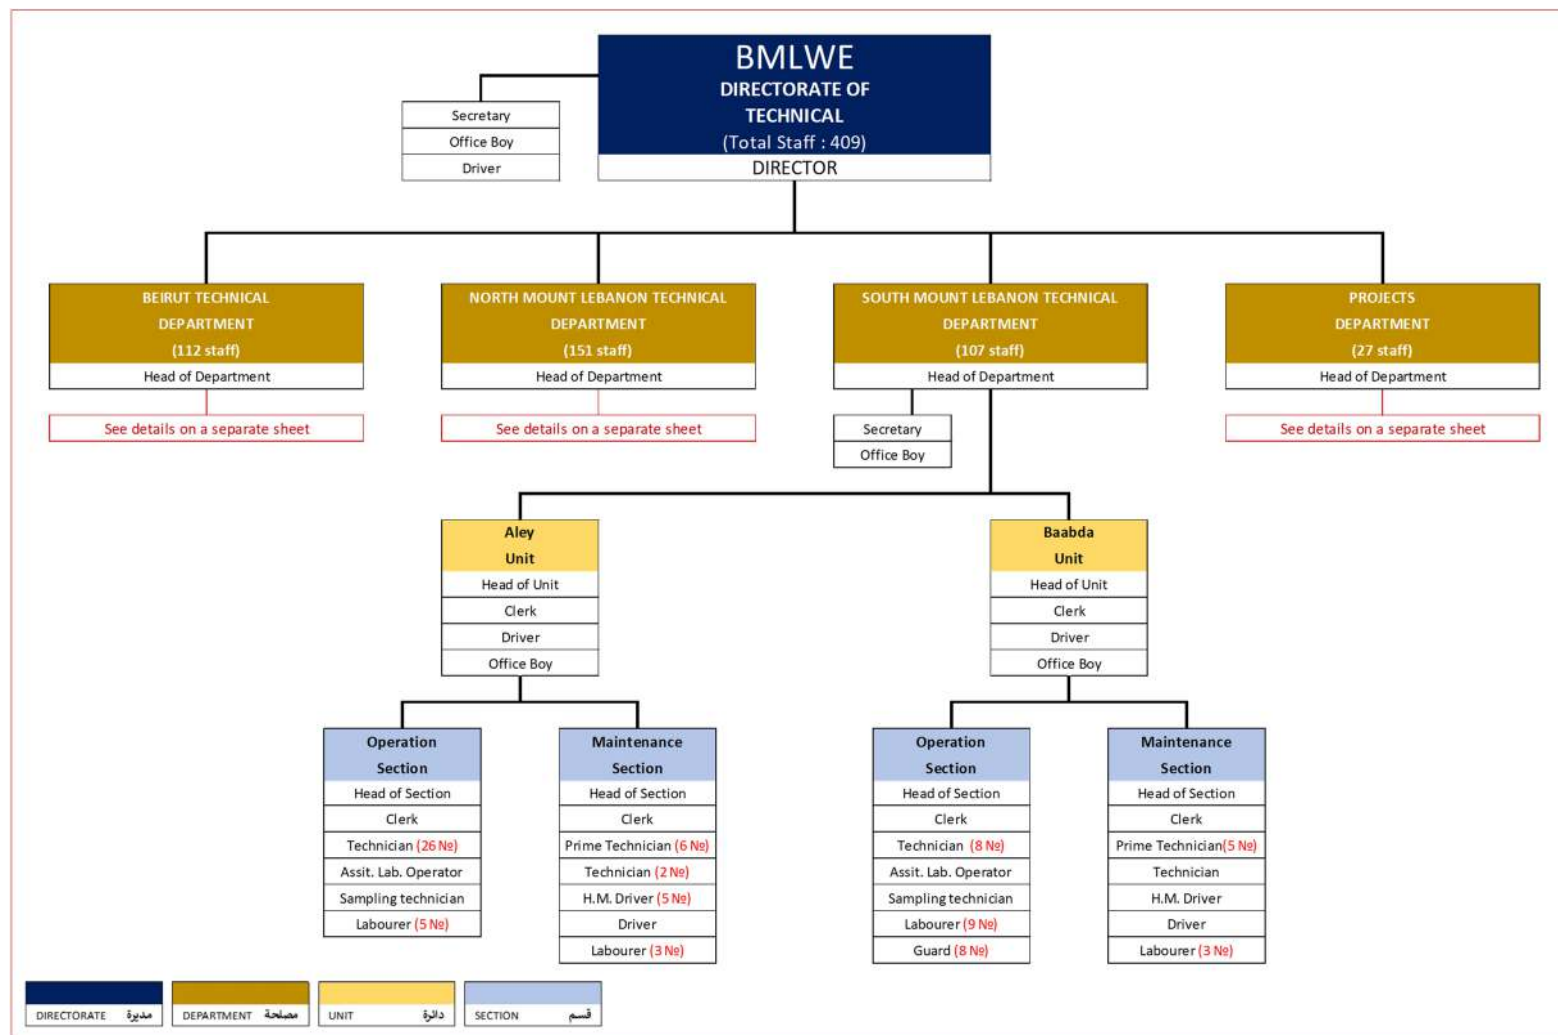 BMLWE
DIRECTORATE OF
TECHNICAL
(Total Staff : 409)
DIRECTOR
Secretary
Office Boy
Driver
BEIRUT TECHNICAL
DEPARTMENT
(112 staff)
Head of Department
See details on a separate sheet
NORTH MOUNT LEBANON TECHNICAL
DEPARTMENT
(151 staff)
Head of Department
See details on a separate sheet
SOUTH MOUNT LEBANON TECHNICAL
DEPARTMENT
(107 staff)
Head of Department
Secretary
Office Boy
PROJECTS
DEPARTMENT
(27 staff)
Head of Department
See details on a separate sheet
Aley
Unit
Head of Unit
Clerk
Driver
Office Boy
Baabda
Unit
Head of Unit
Clerk
Driver
Office Boy
Operation
Section
Head of Section
Clerk
Technician (26 №)
Assit. Lab. Operator
Sampling technician
Labourer (5 №)
Maintenance
Section
Head of Section
Clerk
Prime Technician (6 №)
Technician (2 №)
H.M. Driver (5 №)
Driver
Labourer (3 №)
Operation
Section
Head of Section
Clerk
Technician (8 №)
Assit. Lab. Operator
Sampling technician
Labourer (9 №)
Guard (8 №)
Maintenance
Section
Head of Section
Clerk
Prime Technician(5 №)
Technician
H.M. Driver
Driver
Labourer (3 №)
DIRECTORATE مديرة
DEPARTMENT مصلحة
UNIT دائرة
SECTION قسم